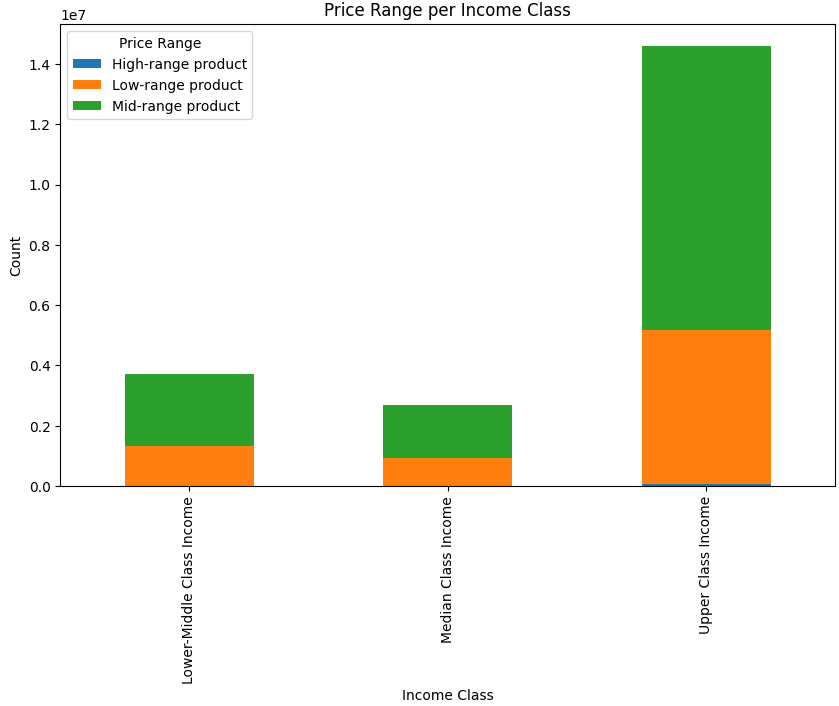 Price Range per Income Class
1e7
Price Range
High-range product
Low-range product
Mid-range product
1.4
1.2
1.0
0.8
0.6
0.4
0.2
0.0
Count
Lower-Middle Class Income
Median Class Income
Upper Class Income
Income Class